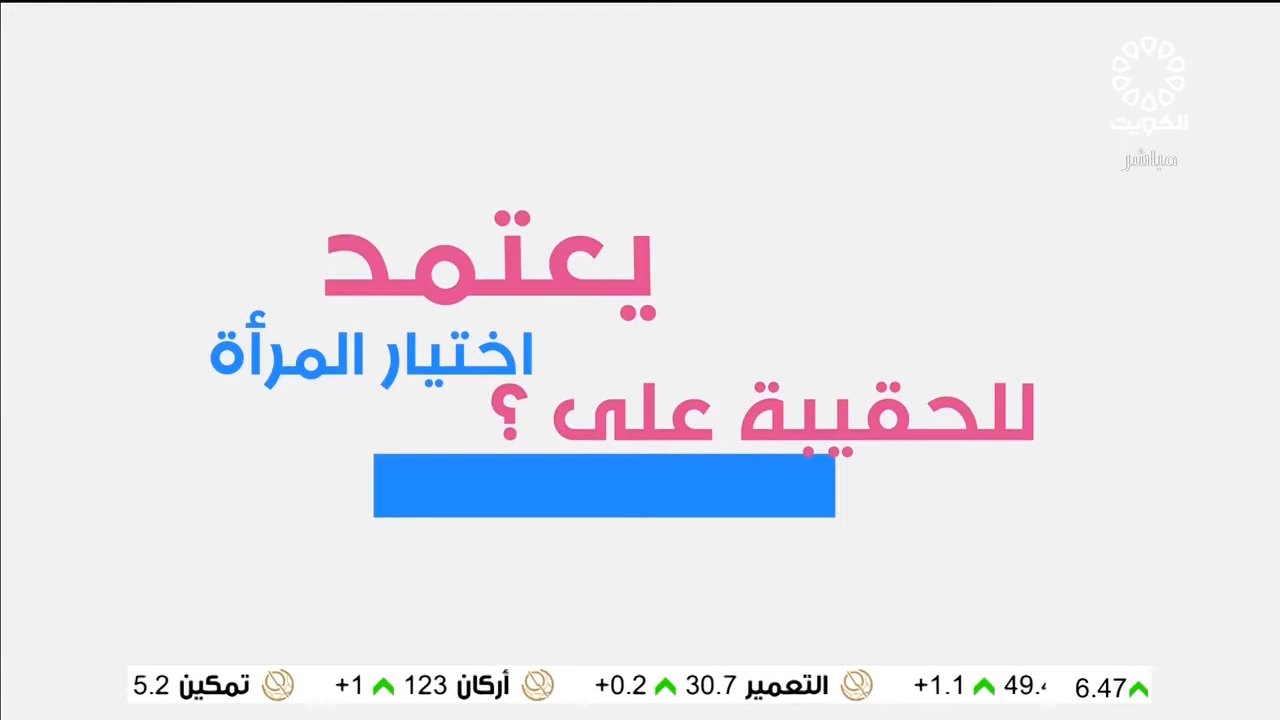 الكويت
مباشر
يعتمد
اختيار المرأة
للحقيبة على ؟
6.47 49. +1.1 التعمير 30.7 +0.2 أركان 123 +1 تمكين 5.2